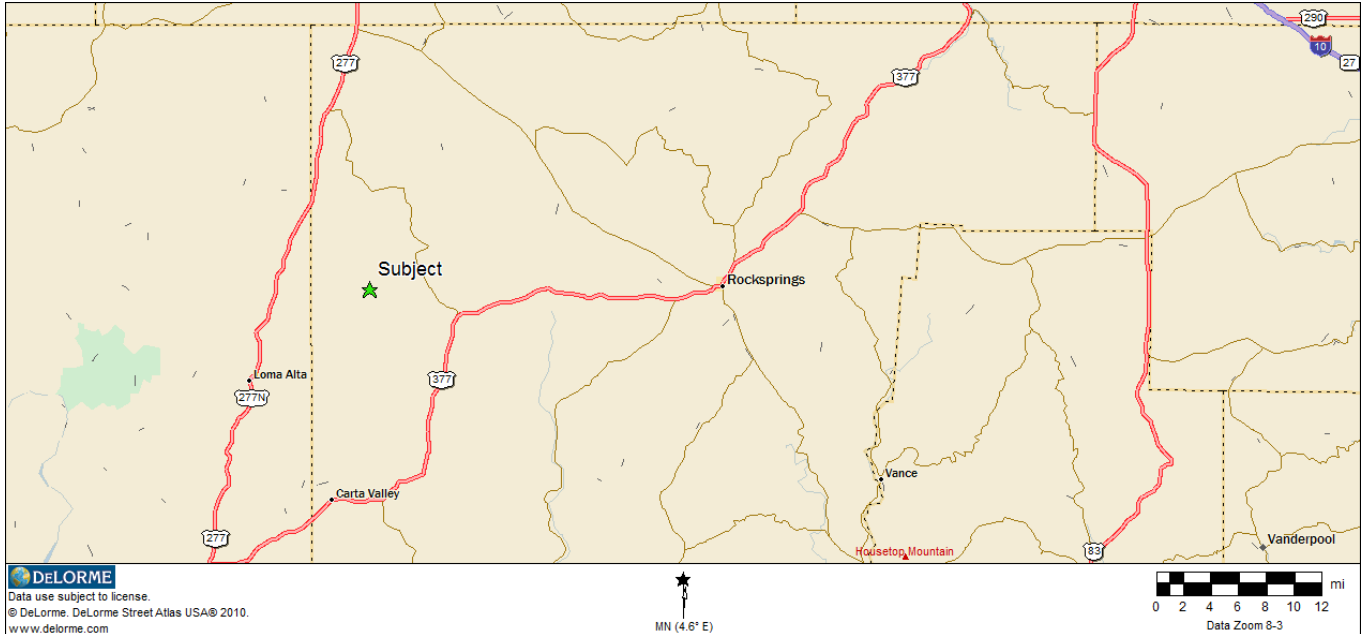 290
10
27
277
377
Subject
Rocksprings
Loma Alta
377
277N
Vance
Carta Valley
277
83
Housetop Mountain
Vanderpool
DELORME
Data use subject to license.
© DeLorme. DeLorme Street Atlas USA® 2010.
www.delorme.com
MN (4.6° E)
mi
0 2 4 6 8 10 12
Data Zoom 8-3